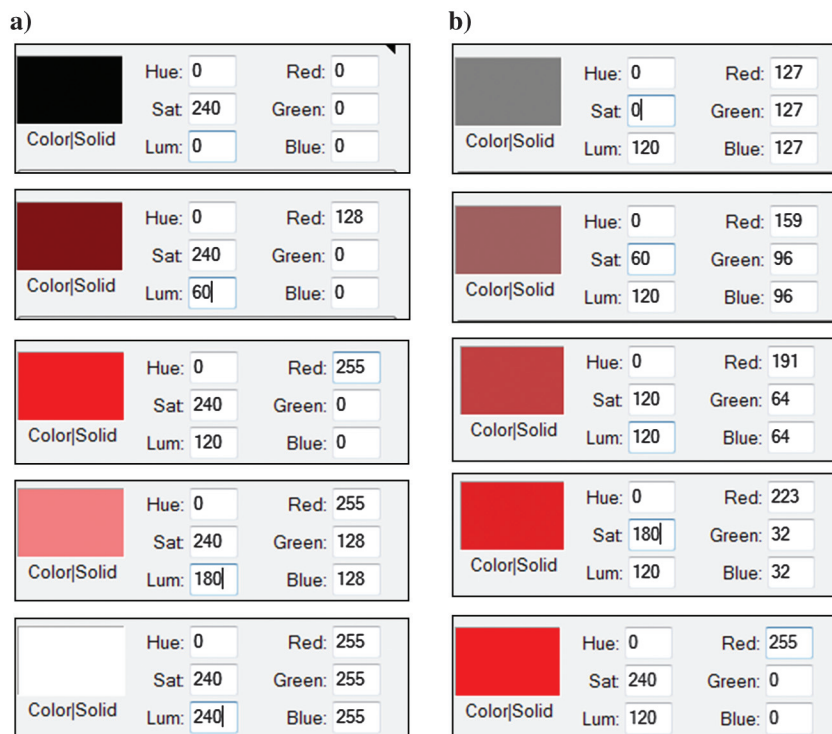 a)
Hue: 0 Red: 0
Sat: 240 Green: 0
Color|Solid
Lum: 0 Blue: 0
Hue: 0 Red: 128
Sat: 240 Green: 0
Color|Solid
Lum: 60 Blue: 0
Hue: 0 Red: 255
Sat: 240 Green: 0
Color|Solid
Lum: 120 Blue: 0
Hue: 0 Red: 255
Sat: 240 Green: 128
Color|Solid
Lum: 180 Blue: 128
Hue: 0 Red: 255
Sat: 240 Green: 255
Color|Solid
Lum: 240 Blue: 255
b)
Hue: 0 Red: 127
Sat: 0 Green: 127
Color|Solid
Lum: 120 Blue: 127
Hue: 0 Red: 159
Sat: 60 Green: 96
Color|Solid
Lum: 120 Blue: 96
Hue: 0 Red: 191
Sat: 120 Green: 64
Color|Solid
Lum: 120 Blue: 64
Hue: 0 Red: 223
Sat: 180 Green: 32
Color|Solid
Lum: 120 Blue: 32
Hue: 0 Red: 255
Sat: 240 Green: 0
Color|Solid
Lum: 120 Blue: 0